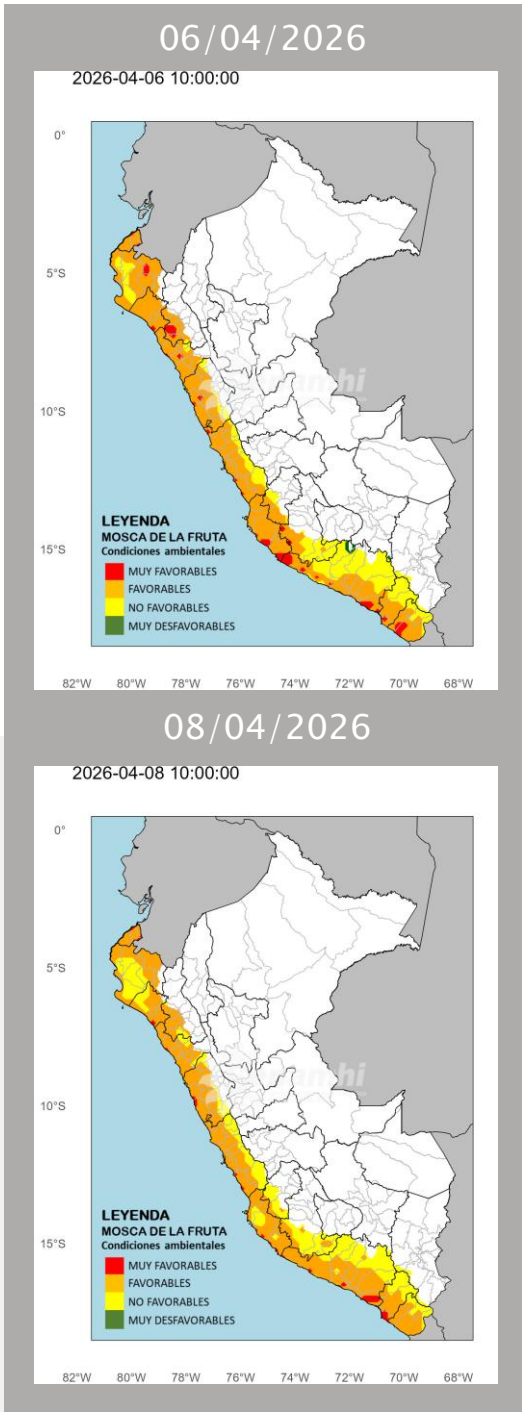 06/04/2026
2026-04-06 10:00:00
0°
5°S
10°S
15°S
senamhi
LEYENDA
MOSCA DE LA FRUTA
Condiciones ambientales
MUY FAVORABLES
FAVORABLES
NO FAVORABLES
MUY DESFAVORABLES
82°W 80°W 78°W 76°W 74°W 72°W 70°W 68°W
08/04/2026
2026-04-08 10:00:00
0°
5°S
10°S
15°S
LEYENDA
MOSCA DE LA FRUTA
Condiciones ambientales
MUY FAVORABLES
FAVORABLES
NO FAVORABLES
MUY DESFAVORABLES
82°W 80°W 78°W 76°W 74°W 72°W 70°W 68°W